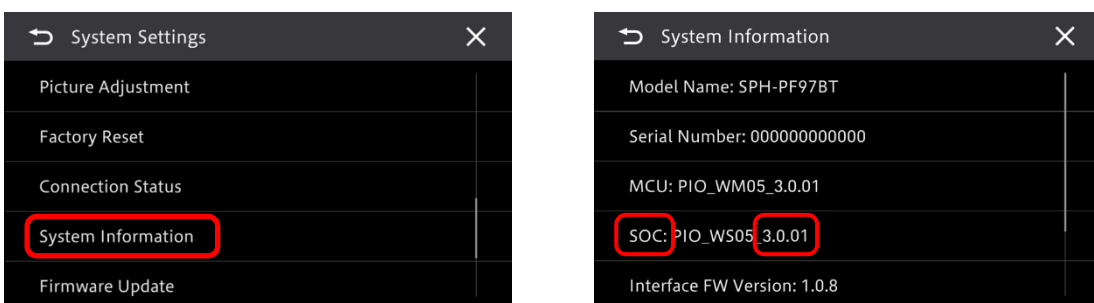 System Settings
Picture Adjustment
Factory Reset
Connection Status
System Information
Firmware Update
System Information
Model Name: SPH-PF97BT
Serial Number: 000000000000
MCU: PIO_WM05_3.0.01
SOC: PIO_WS05_3.0.01
Interface FW Version: 1.0.8